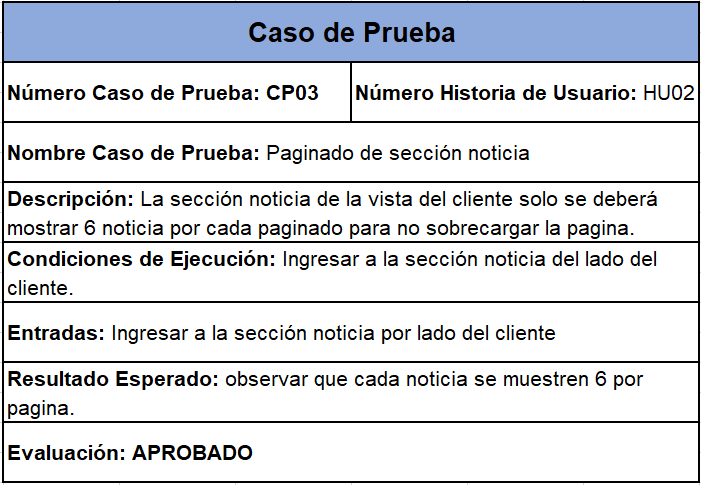 Caso de Prueba
Número Caso de Prueba: CP03
Número Historia de Usuario: HU02
Nombre Caso de Prueba: Paginado de sección noticia
Descripción: La sección noticia de la vista del cliente solo se deberá
mostrar 6 noticia por cada paginado para no sobrecargar la pagina.
Condiciones de Ejecución: Ingresar a la sección noticia del lado del
cliente.
Entradas: Ingresar a la sección noticia por lado del cliente
Resultado Esperado: observar que cada noticia se muestren 6 por
pagina.
Evaluación: APROBADO